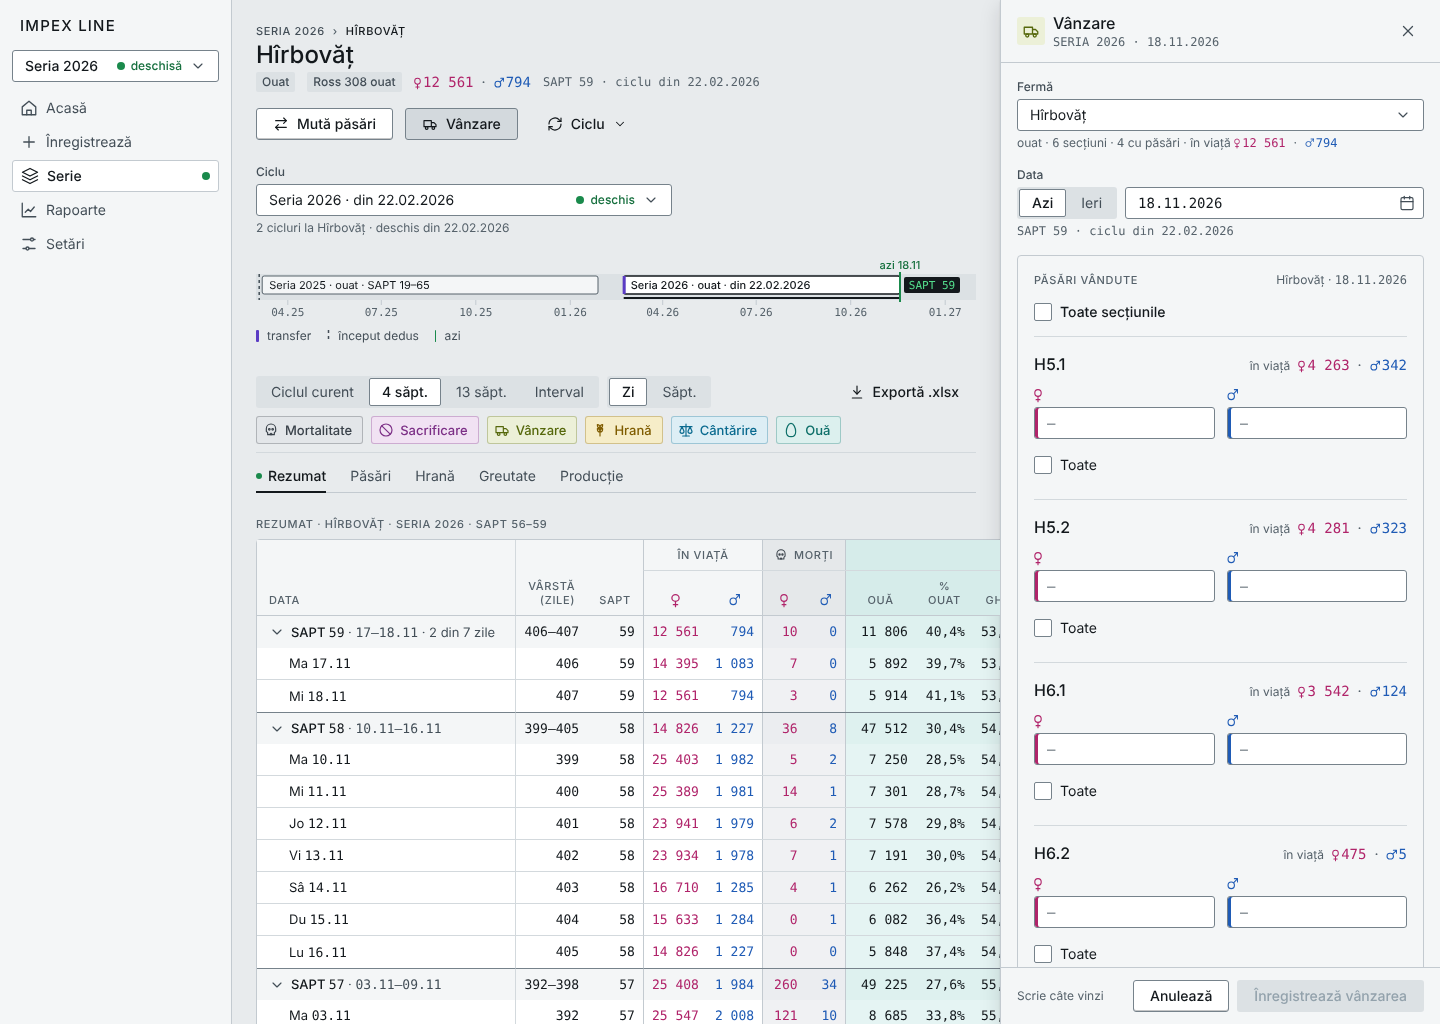 IMPEX LINE
Seria 2026 deschisă
Acasă
Înregistrează
Serie
Rapoarte
Setări
SERIA 2026 › HÎRBOVĂȚ
Hîrbovăț
Ouat Ross 308 ouat ♀12 561 · ♂794 SAPT 59 · ciclu din 22.02.2026
Mută păsări Vânzare Ciclu
Ciclu
Seria 2026 · din 22.02.2026 deschis
2 cicluri la Hîrbovăț · deschis din 22.02.2026
azi 18.11
Seria 2025 · ouat · SAPT 19–65 Seria 2026 · ouat · din 22.02.2026 SAPT 59
04.25 07.25 10.25 01.26 04.26 07.26 10.26 01.27
transfer început dedus azi
Ciclul curent 4 săpt. 13 săpt. Interval Zi Săpt. Exportă .xlsx
Mortalitate Sacrificare Vânzare Hrană Cântărire Ouă
Rezumat Păsări Hrană Greutate Producție
REZUMAT · HÎRBOVĂȚ · SERIA 2026 · SAPT 56–59
ÎN VIAȚĂ MORȚI
DATA VÂRSTĂ (ZILE) SAPT ♀ ♂ ♀ ♂ OUĂ % OUAT
SAPT 59 · 17–18.11 · 2 din 7 zile 406–407 59 12 561 794 10 0 11 806 40,4% 53,
Ma 17.11 406 59 14 395 1 083 7 0 5 892 39,7% 53,
Mi 18.11 407 59 12 561 794 3 0 5 914 41,1% 53,
SAPT 58 · 10.11–16.11 399–405 58 14 826 1 227 36 8 47 512 30,4% 54,
Ma 10.11 399 58 25 403 1 982 5 2 7 250 28,5% 54,
Mi 11.11 400 58 25 389 1 981 14 1 7 301 28,7% 54,
Jo 12.11 401 58 23 941 1 979 6 2 7 578 29,8% 54,
Vi 13.11 402 58 23 934 1 978 7 1 7 191 30,0% 54,
Sâ 14.11 403 58 16 710 1 285 4 1 6 262 26,2% 54,
Du 15.11 404 58 15 633 1 284 0 1 6 082 36,4% 54,
Lu 16.11 405 58 14 826 1 227 0 0 5 848 37,4% 54,
SAPT 57 · 03.11–09.11 392–398 57 25 408 1 984 260 34 49 225 27,6% 55,
Ma 03.11 392 57 25 547 2 008 121 10 8 685 33,8% 55,
Vânzare
SERIA 2026 · 18.11.2026
Fermă
Hîrbovăț
ouat · 6 secțiuni · 4 cu păsări · în viață ♀12 561 · ♂794
Data
Azi Ieri 18.11.2026
SAPT 59 · ciclu din 22.02.2026
PĂSĂRI VÂNDUTE Hîrbovăț · 18.11.2026
Toate secțiunile
H5.1 în viață ♀4 263 · ♂342
♀ ♂
– –
Toate
H5.2 în viață ♀4 281 · ♂323
♀ ♂
– –
Toate
H6.1 în viață ♀3 542 · ♂124
♀ ♂
– –
Toate
H6.2 în viață ♀475 · ♂5
♀ ♂
– –
Toate
Scrie câte vinzi Anulează Înregistrează vânzarea